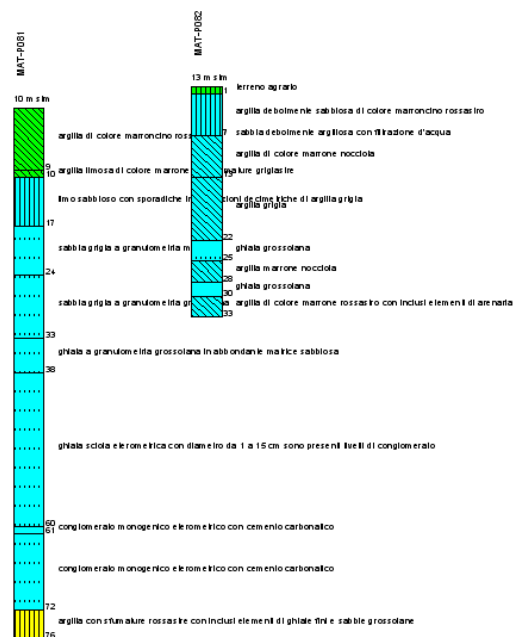 MAT-P081
10 m slm
argilla di colore marroncino
9
argilla limosa di colore marrone
10
limo sabbioso con sporadiche
17
sabbia grigia a granulometria
24
sabbia grigia a granulometria
33
ghiaia a granulometria grossolana in abbondante matrice sabbiosa
38
ghiaia sciolta eterometrica con diametro da 1 a 15 cm sono presenti livelli di conglomerato
60
conglomerato monogenico eterometrico con cemento carbonatico
61
conglomerato monogenico eterometrico con cemento carbonatico
72
argilla con sfumature rossastre con inclusi elementi di ghiaie fini e sabbie grossolane
76
MAT-P082
13 m slm
terreno agrario
1
argilla debolmente sabbiosa di colore marroncino rossastro
7
sabbia debolmente argillosa con filtrazione d'acqua
argilla di colore marrone nocciola
13
argilla grigia
22
ghiaia grossolana
25
argilla marrone nocciola
28
ghiaia grossolana
30
argilla di colore marrone rossastro con inclusi elementi di arenaria
33